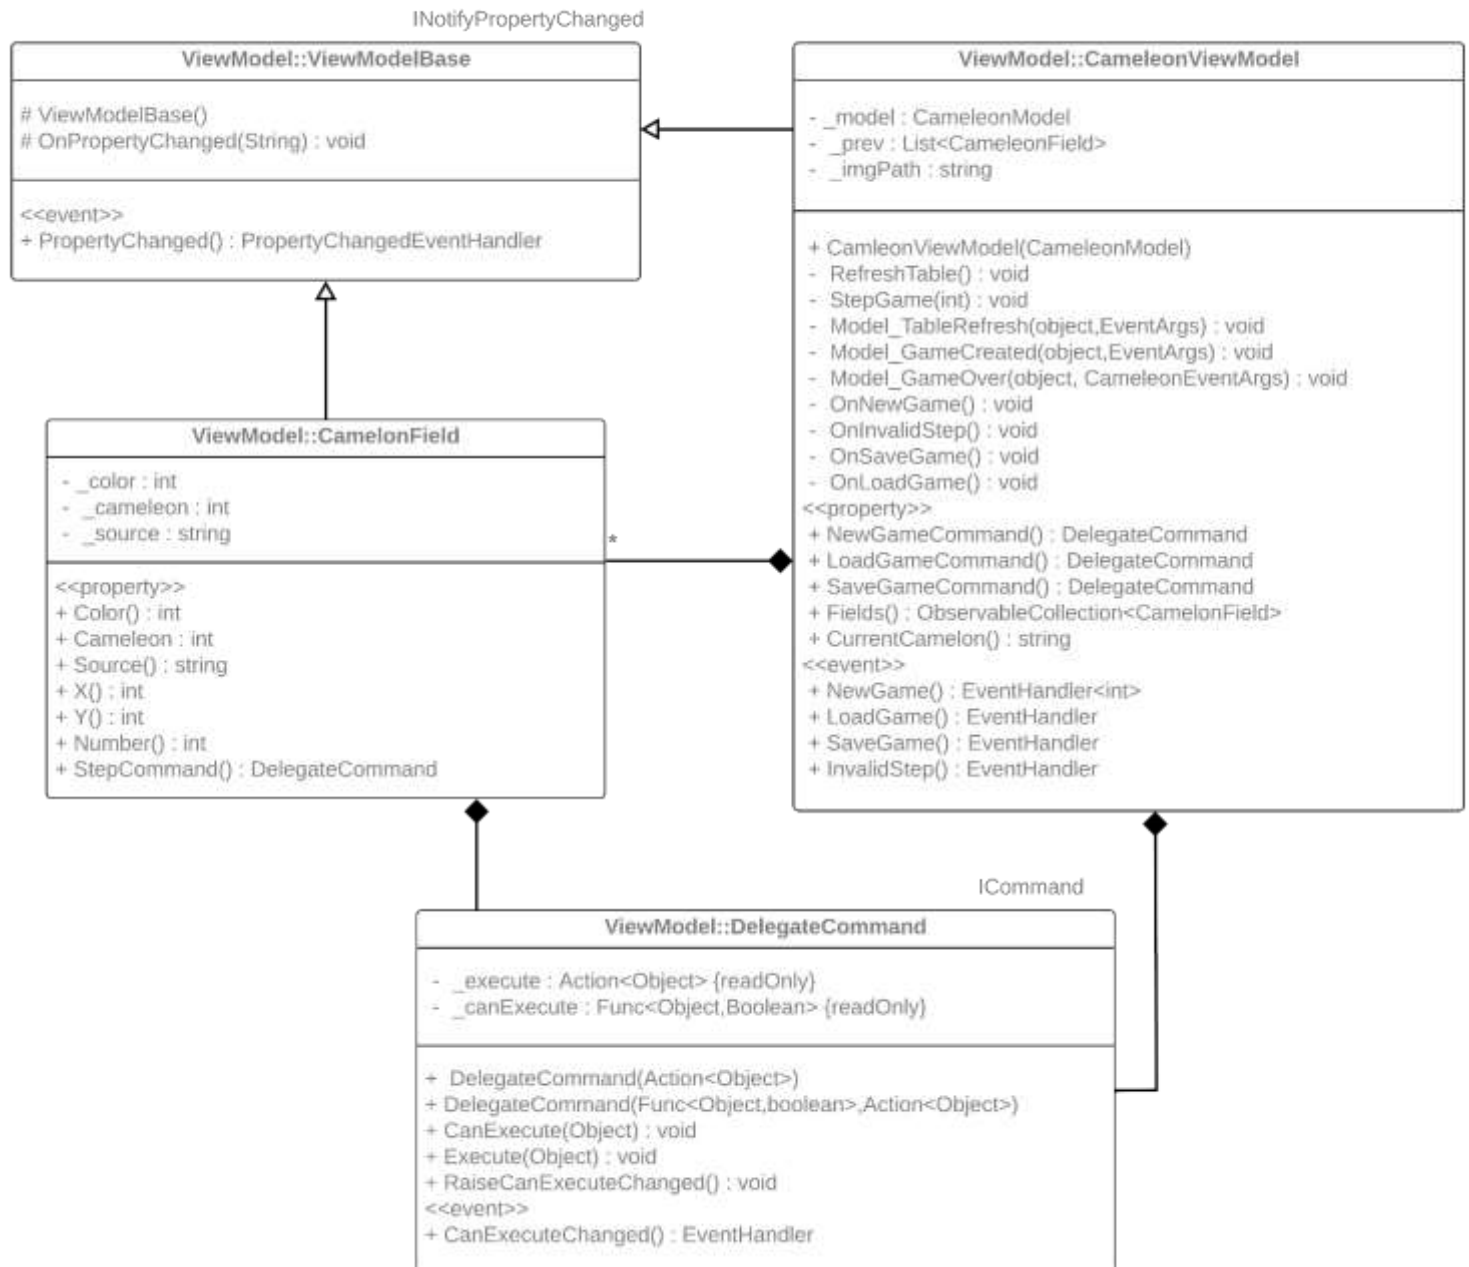 INotifyPropertyChanged
ViewModel::ViewModelBase
# ViewModelBase()
# OnPropertyChanged(String) : void
<<event>>
+ PropertyChanged() : PropertyChangedEventHandler
ViewModel::CameleonViewModel
- _model : CameleonModel
- _prev : List<CameleonField>
- _imgPath : string
+ CamleonViewModel(CameleonModel)
- RefreshTable() : void
- StepGame(int) : void
- Model_TableRefresh(object,EventArgs) : void
- Model_GameCreated(object,EventArgs) : void
- Model_GameOver(object, CameleonEventArgs) : void
- OnNewGame() : void
- OnInvalidStep() : void
- OnSaveGame() : void
- OnLoadGame() : void
<<property>>
+ NewGameCommand() : DelegateCommand
+ LoadGameCommand() : DelegateCommand
+ SaveGameCommand() : DelegateCommand
+ Fields() : ObservableCollection<CamelonField>
+ CurrentCamelon() : string
<<event>>
+ NewGame() : EventHandler<int>
+ LoadGame() : EventHandler
+ SaveGame() : EventHandler
+ InvalidStep() : EventHandler
ViewModel::CamelonField
- _color : int
- _cameleon : int
- _source : string
<<property>>
+ Color() : int
+ Cameleon : int
+ Source() : string
+ X() : int
+ Y() : int
+ Number() : int
+ StepCommand() : DelegateCommand
*
ICommand
ViewModel::DelegateCommand
- _execute : Action<Object> {readOnly}
- _canExecute : Func<Object,Boolean> {readOnly}
+ DelegateCommand(Action<Object>)
+ DelegateCommand(Func<Object,boolean>,Action<Object>)
+ CanExecute(Object) : void
+ Execute(Object) : void
+ RaiseCanExecuteChanged() : void
<<event>>
+ CanExecuteChanged() : EventHandler